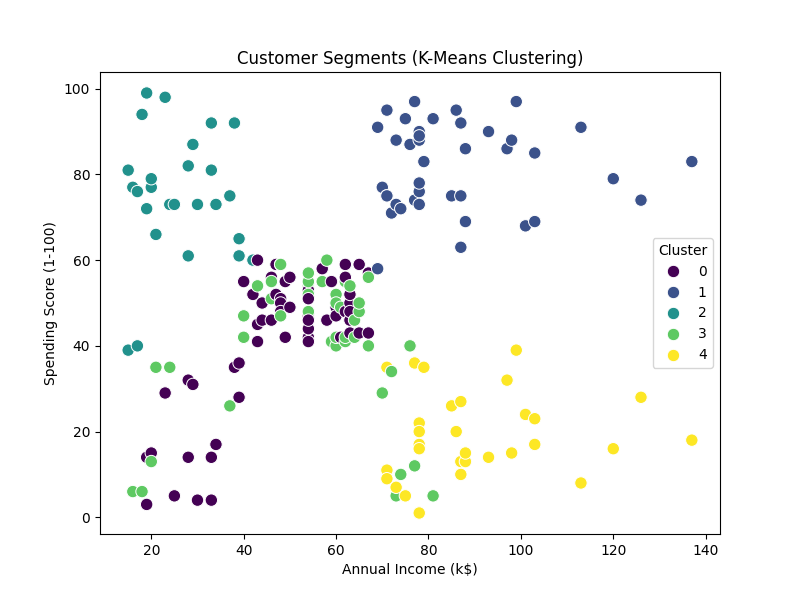 Customer Segments (K-Means Clustering)
100
80
60
40
20
0
Spending Score (1-100)
Cluster
0
1
2
3
4
20 40 60 80 100 120 140
Annual Income (k$)